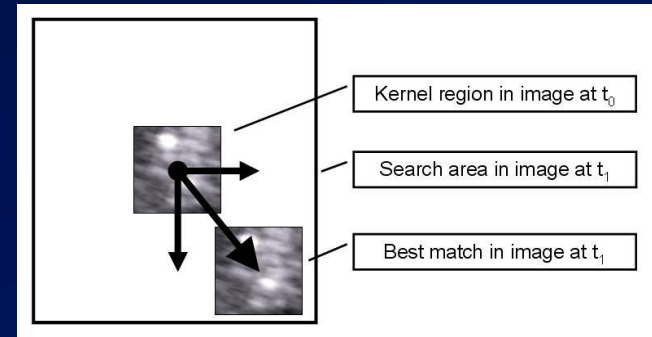 Kernel region in image at t₀
Search area in image at t₁
Best match in image at t₁